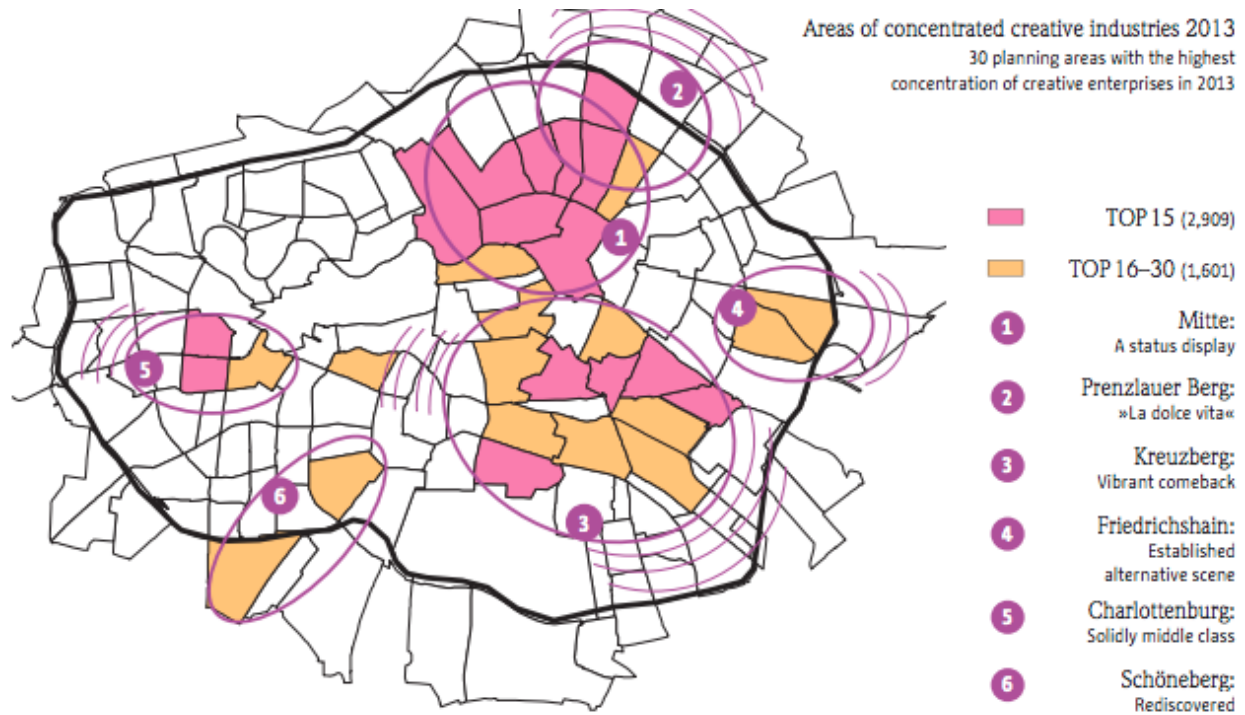 Areas of concentrated creative industries 2013
30 planning areas with the highest
concentration of creative enterprises in 2013
TOP 15 (2,909)
TOP 16–30 (1,601)
1 Mitte:
A status display
2 Prenzlauer Berg:
»La dolce vita«
3 Kreuzberg:
Vibrant comeback
4 Friedrichshain:
Established
alternative scene
5 Charlottenburg:
Solidly middle class
6 Schöneberg:
Rediscovered
2
1
4
5
6
3